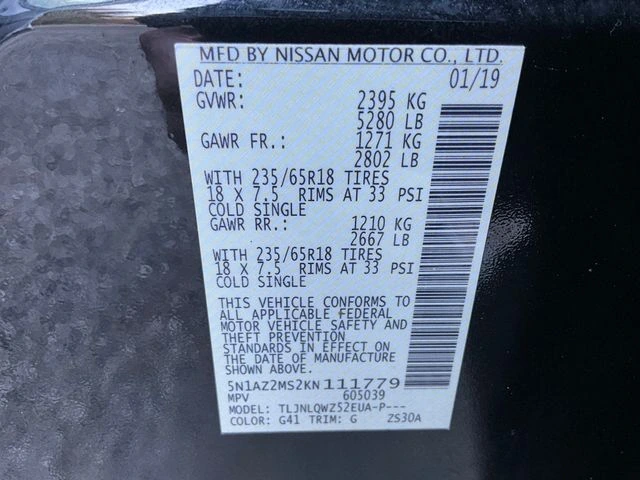 MFD BY NISSAN MOTOR CO., LTD.
DATE: 01/19
GVWR: 2395 KG
5280 LB
GAWR FR.: 1271 KG
2802 LB
WITH 235/65R18 TIRES
18 X 7.5 RIMS AT 33 PSI
COLD SINGLE
GAWR RR.: 1210 KG
2667 LB
WITH 235/65R18 TIRES
18 X 7.5 RIMS AT 33 PSI
COLD SINGLE
THIS VEHICLE CONFORMS TO
ALL APPLICABLE FEDERAL
MOTOR VEHICLE SAFETY AND
THEFT PREVENTION
STANDARDS IN EFFECT ON
THE DATE OF MANUFACTURE
SHOWN ABOVE.
5N1AZ2MS2KN111779
MPV 605039
MODEL: TLJNLQWZ52EUA-P---
COLOR: G41 TRIM: G ZS30A